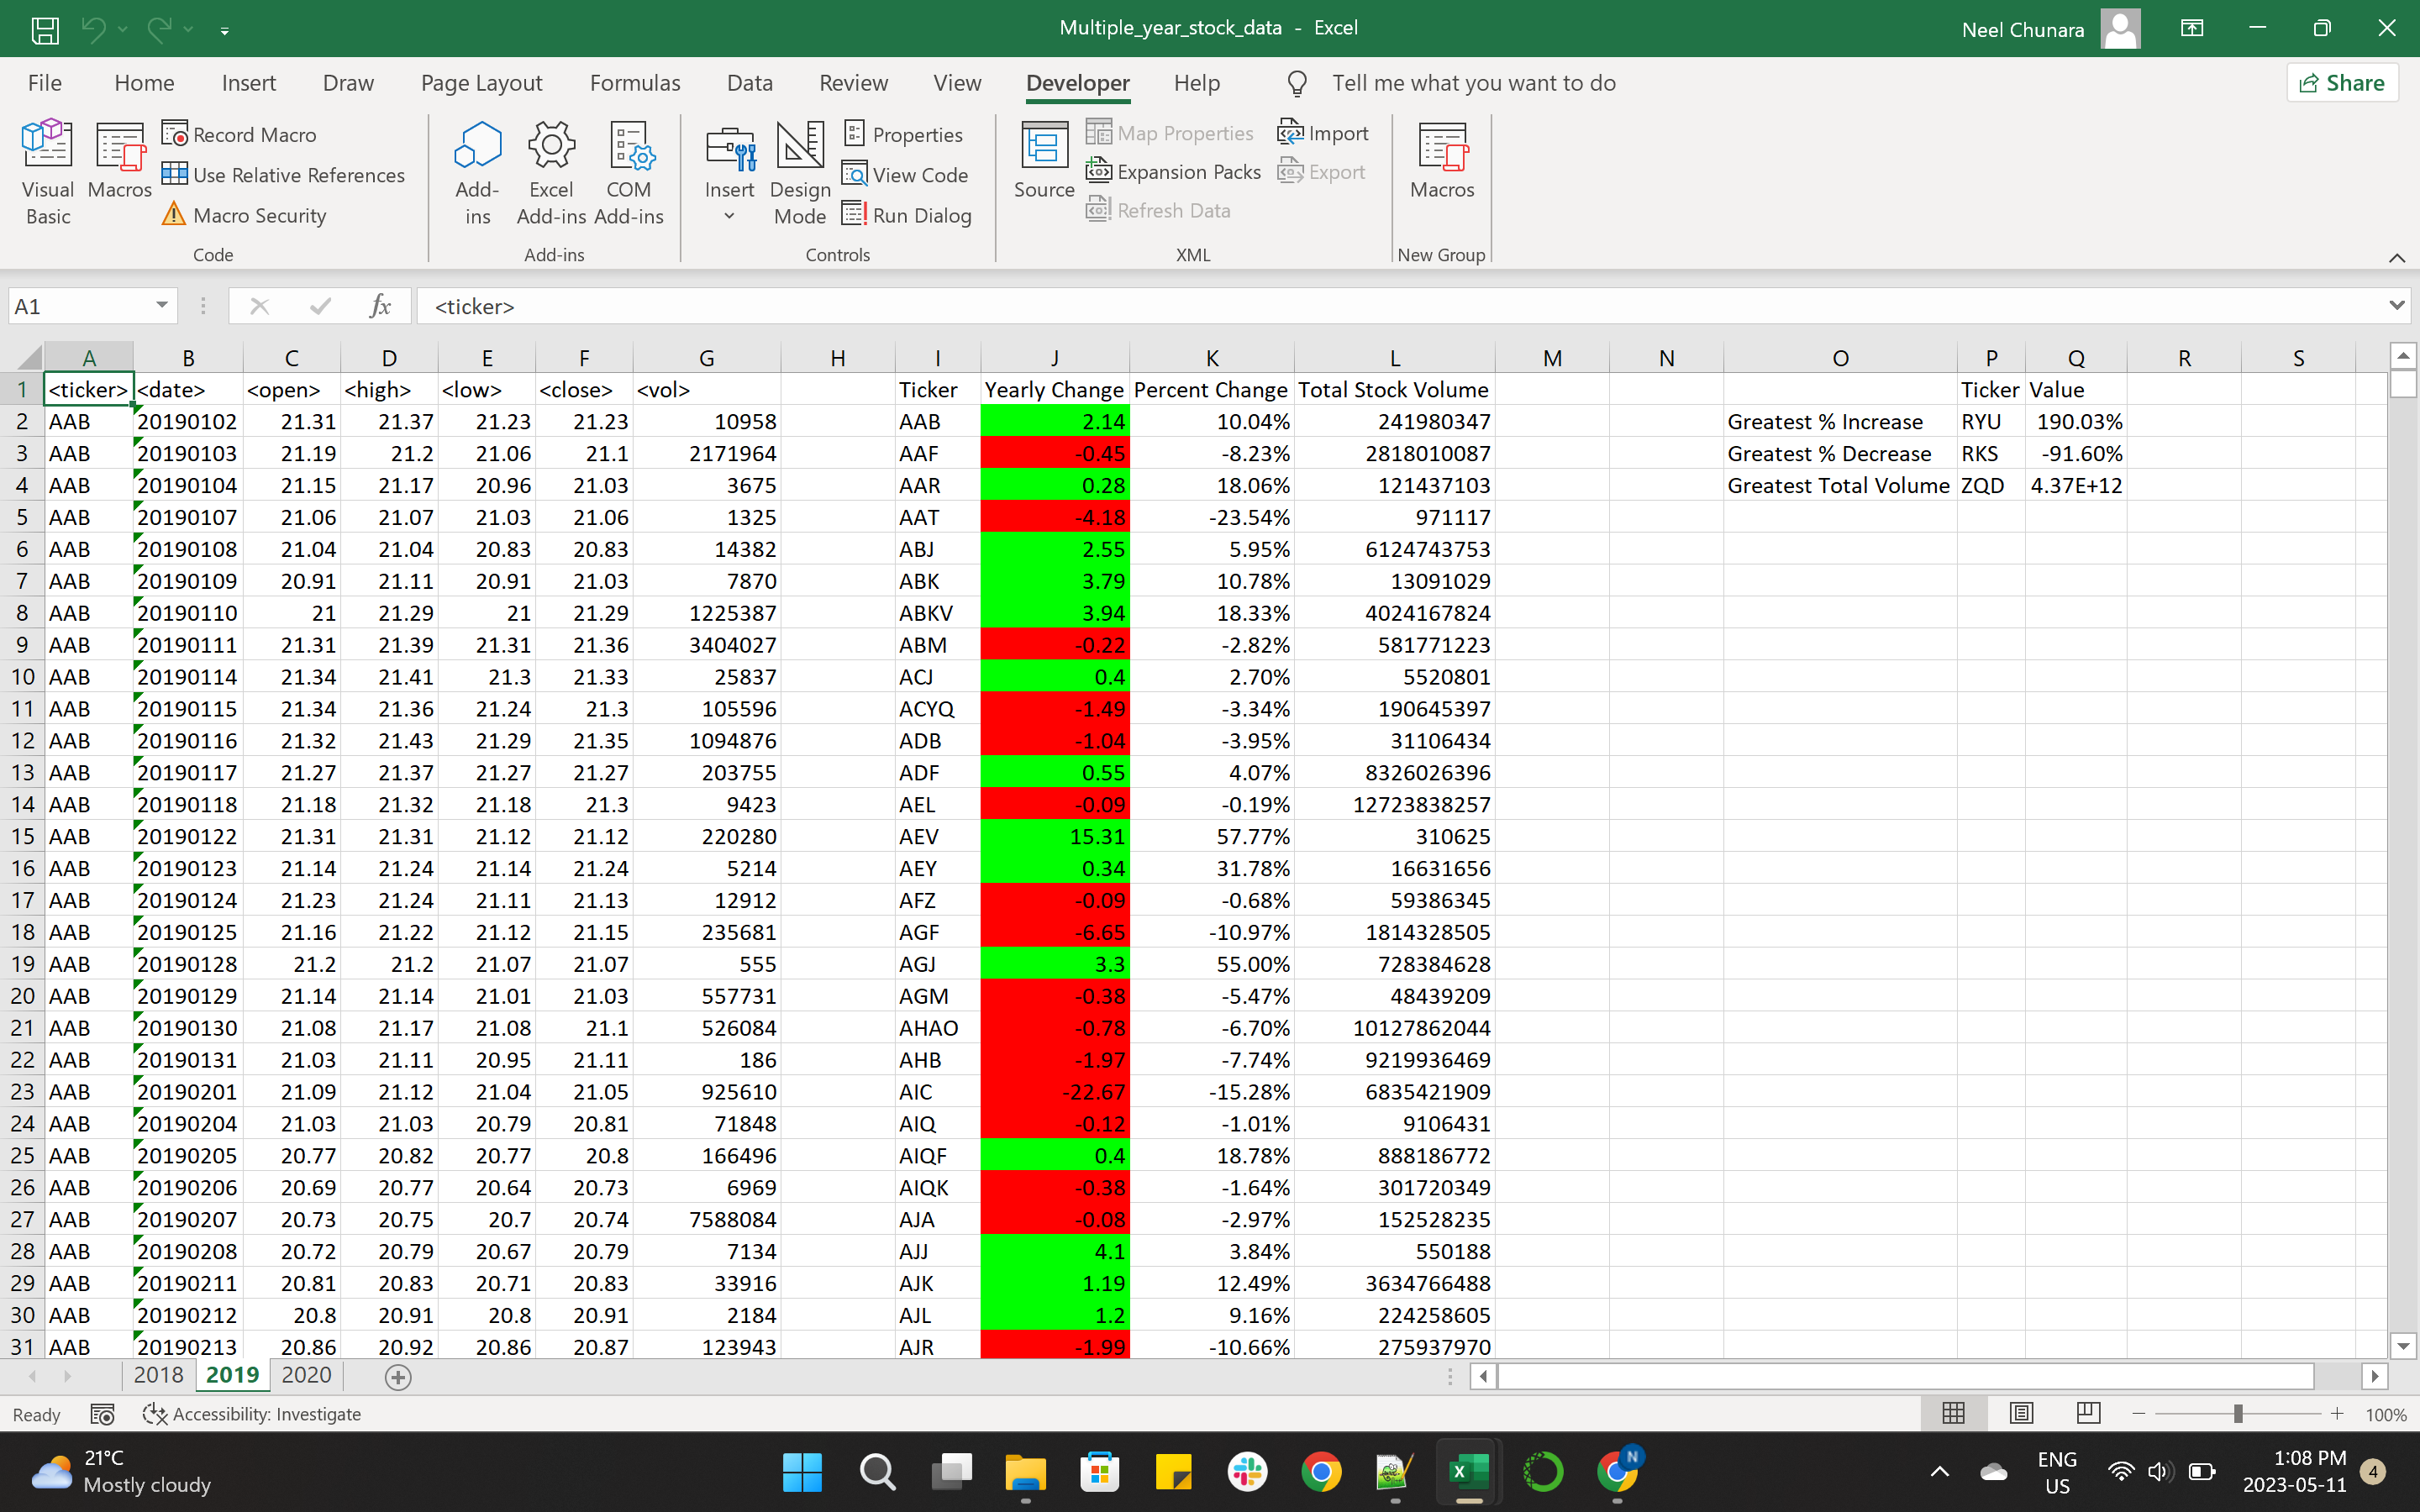 Multiple_year_stock_data - Excel
Neel Chunara
File Home Insert Draw Page Layout Formulas Data Review View Developer Help Tell me what you want to do Share
Visual Basic
Macros
Record Macro
Use Relative References
Macro Security
Code
Add-ins
Excel Add-ins
COM Add-ins
Add-ins
Insert
Design Mode
Properties
View Code
Run Dialog
Controls
Source
Map Properties
Expansion Packs
Refresh Data
Import
Export
XML
Macros
New Group
A1 fx <ticker>
A B C D E F G H I J K L M N O P Q R S
1 <ticker> <date> <open> <high> <low> <close> <vol> Ticker Yearly Change Percent Change Total Stock Volume Ticker Value
2 AAB 20190102 21.31 21.37 21.23 21.23 10958 AAB 2.14 10.04% 241980347 Greatest % Increase RYU 190.03%
3 AAB 20190103 21.19 21.2 21.06 21.1 2171964 AAF -0.45 -8.23% 2818010087 Greatest % Decrease RKS -91.60%
4 AAB 20190104 21.15 21.17 20.96 21.03 3675 AAR 0.28 18.06% 121437103 Greatest Total Volume ZQD 4.37E+12
5 AAB 20190107 21.06 21.07 21.03 21.06 1325 AAT -4.18 -23.54% 971117
6 AAB 20190108 21.04 21.04 20.83 20.83 14382 ABJ 2.55 5.95% 6124743753
7 AAB 20190109 20.91 21.11 20.91 21.03 7870 ABK 3.79 10.78% 13091029
8 AAB 20190110 21 21.29 21 21.29 1225387 ABKV 3.94 18.33% 4024167824
9 AAB 20190111 21.31 21.39 21.31 21.36 3404027 ABM -0.22 -2.82% 581771223
10 AAB 20190114 21.34 21.41 21.3 21.33 25837 ACJ 0.4 2.70% 5520801
11 AAB 20190115 21.34 21.36 21.24 21.3 105596 ACYQ -1.49 -3.34% 190645397
12 AAB 20190116 21.32 21.43 21.29 21.35 1094876 ADB -1.04 -3.95% 31106434
13 AAB 20190117 21.27 21.37 21.27 21.27 203755 ADF 0.55 4.07% 8326026396
14 AAB 20190118 21.18 21.32 21.18 21.3 9423 AEL -0.09 -0.19% 12723838257
15 AAB 20190122 21.31 21.31 21.12 21.12 220280 AEV 15.31 57.77% 310625
16 AAB 20190123 21.14 21.24 21.14 21.24 5214 AEY 0.34 31.78% 16631656
17 AAB 20190124 21.23 21.24 21.11 21.13 12912 AFZ -0.09 -0.68% 59386345
18 AAB 20190125 21.16 21.22 21.12 21.15 235681 AGF -6.65 -10.97% 1814328505
19 AAB 20190128 21.2 21.2 21.07 21.07 555 AGJ 3.3 55.00% 728384628
20 AAB 20190129 21.14 21.14 21.01 21.03 557731 AGM -0.38 -5.47% 48439209
21 AAB 20190130 21.08 21.17 21.08 21.1 526084 AHAO -0.78 -6.70% 10127862044
22 AAB 20190131 21.03 21.11 20.95 21.11 186 AHB -1.97 -7.74% 9219936469
23 AAB 20190201 21.09 21.12 21.04 21.05 925610 AIC -22.67 -15.28% 6835421909
24 AAB 20190204 21.03 21.03 20.79 20.81 71848 AIQ -0.12 -1.01% 9106431
25 AAB 20190205 20.77 20.82 20.77 20.8 166496 AIQF 0.4 18.78% 888186772
26 AAB 20190206 20.69 20.77 20.64 20.73 6969 AIQK -0.38 -1.64% 301720349
27 AAB 20190207 20.73 20.75 20.7 20.74 7588084 AJA -0.08 -2.97% 152528235
28 AAB 20190208 20.72 20.79 20.67 20.79 7134 AJJ 4.1 3.84% 550188
29 AAB 20190211 20.81 20.83 20.71 20.83 33916 AJK 1.19 12.49% 3634766488
30 AAB 20190212 20.8 20.91 20.8 20.91 2184 AJL 1.2 9.16% 224258605
31 AAB 20190213 20.86 20.92 20.86 20.87 123943 AJR -1.99 -10.66% 275937970
2018 2019 2020
Ready Accessibility: Investigate 100%
21°C
Mostly cloudy
N
ENG
US
1:08 PM
2023-05-11
4